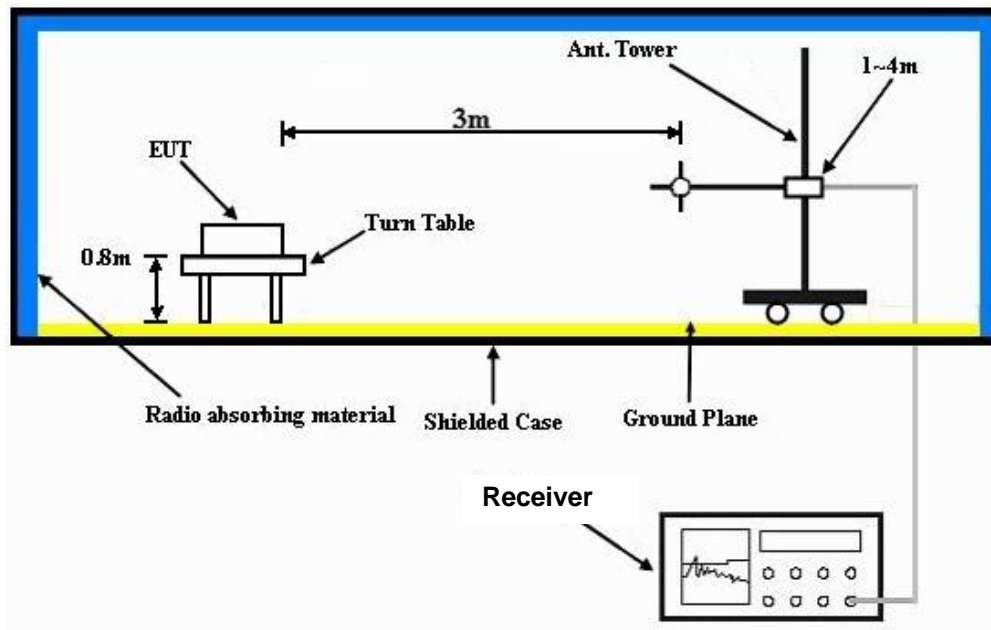 Ant. Tower
1~4m
3m
EUT
Turn Table
0.8m
Radio absorbing material
Shielded Case
Ground Plane
Receiver